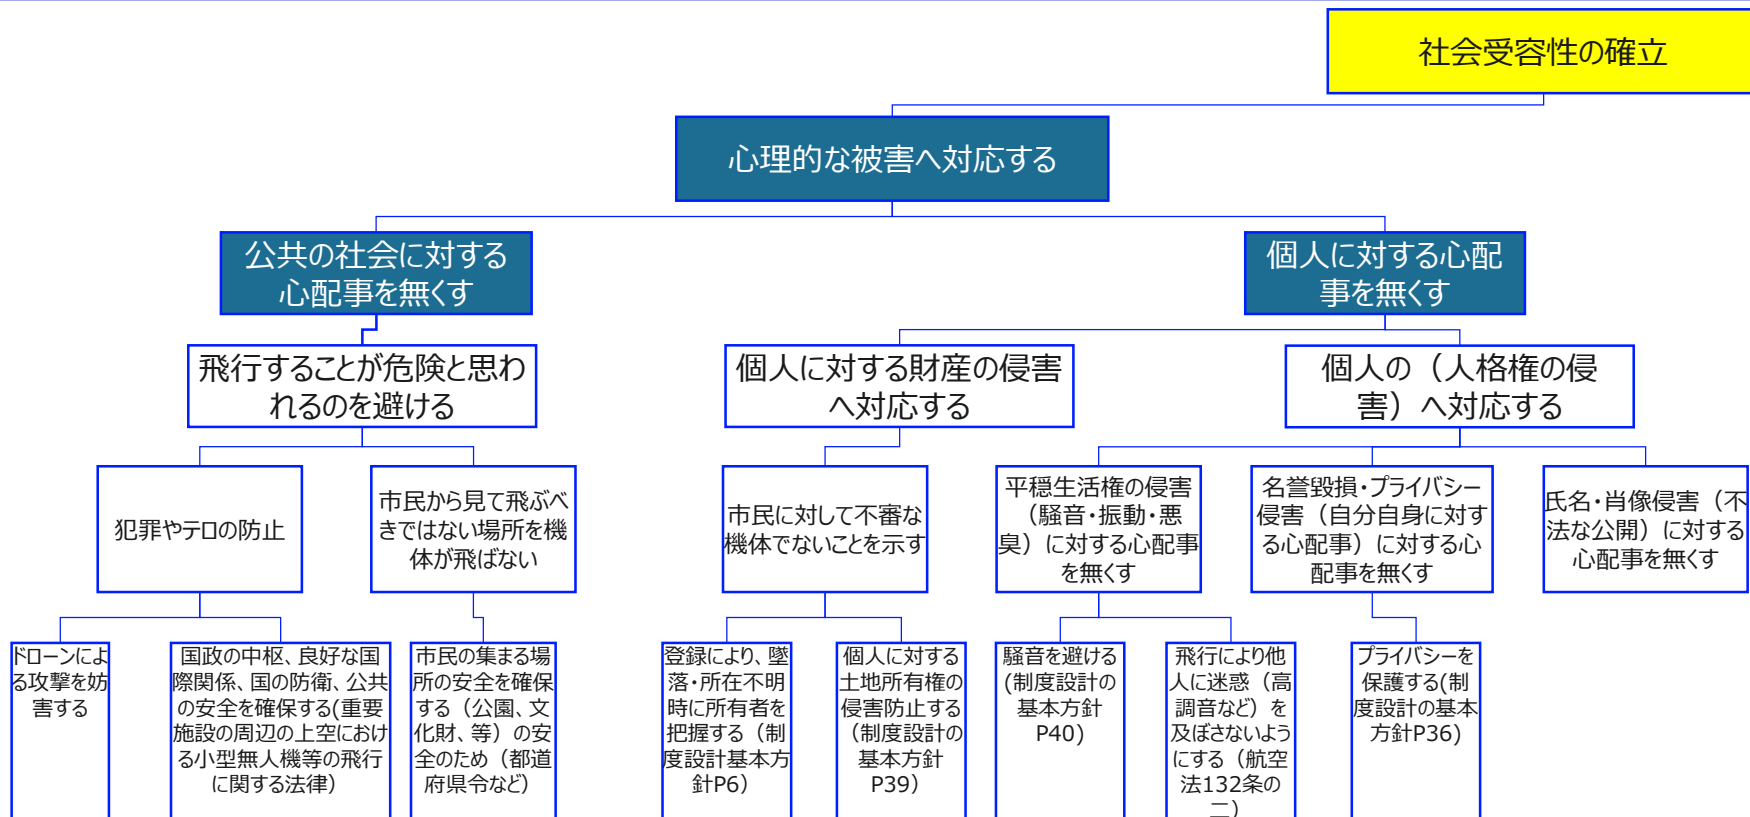 社会受容性の確立
心理的な被害へ対応する
公共の社会に対する
心配事を無くす
個人に対する心配
事を無くす
飛行することが危険と思わ
れるのを避ける
個人に対する財産の侵害
へ対応する
個人の（人格権の侵
害）へ対応する
犯罪やテロの防止
市民から見て飛ぶべ
きではない場所を機
体が飛ばない
市民に対して不審な
機体でないことを示す
平穏生活権の侵害
（騒音・振動・悪
臭）に対する心配事
を無くす
名誉毀損・プライバシー
侵害（自分自身に対す
る心配事）に対する心
配事を無くす
氏名・肖像侵害（不
法な公開）に対する
心配事を無くす
ドローンによ
る攻撃を妨
害する
国政の中枢、良好な国
際関係、国の防衛、公共
の安全を確保する(重要
施設の周辺の上空におけ
る小型無人機等の飛行
に関する法律)
市民の集まる場
所の安全を確保
する（公園、文
化財、等）の安
全のため（都道
府県令など）
登録により、墜
落・所在不明
時に所有者を
把握する（制
度設計基本方
針P6）
個人に対する
土地所有権の
侵害防止する
（制度設計の
基本方針
P39）
騒音を避ける
(制度設計の
基本方針
P40)
飛行により他
人に迷惑（高
調音など）を
及ぼさないよう
にする（航空
法132条の
二）
プライバシーを
保護する(制
度設計の基本
方針P36)